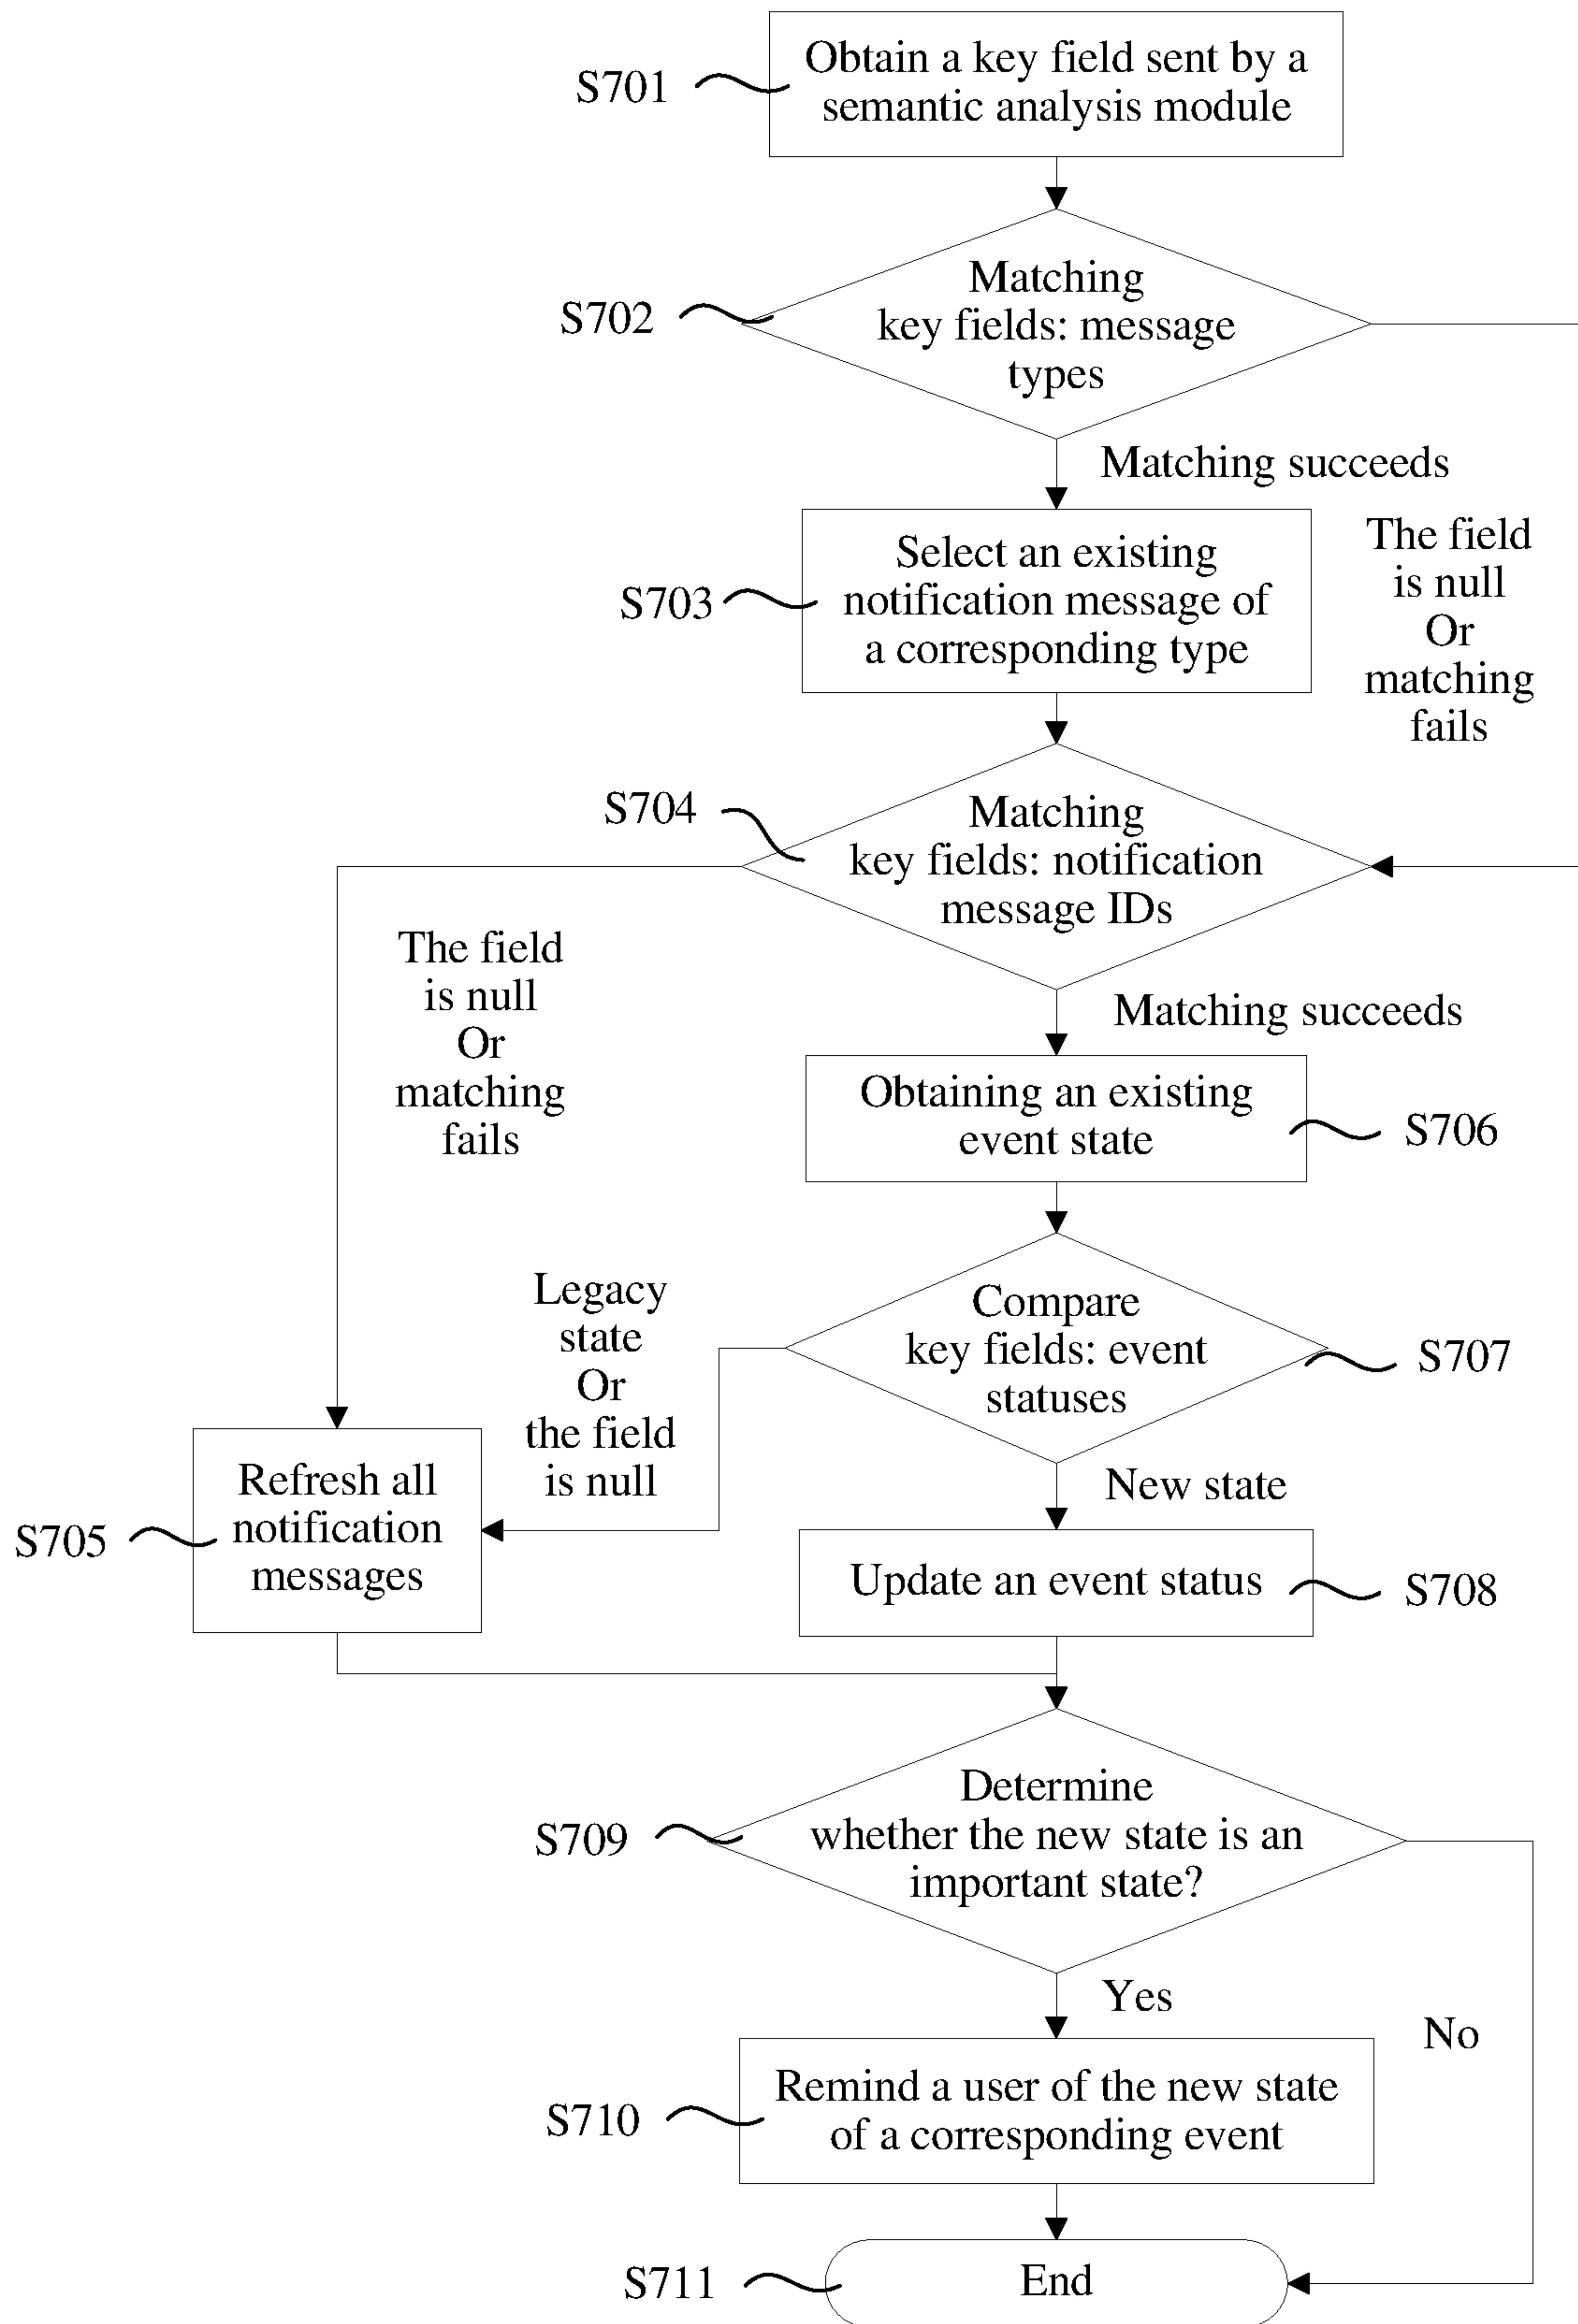 S701
Obtain a key field sent by a
semantic analysis module
S702
Matching
key fields: message
types
Matching succeeds
The field
is null
Or
matching
fails
S703
Select an existing
notification message of
a corresponding type
S704
Matching
key fields: notification
message IDs
The field
is null
Or
matching
fails
Matching succeeds
Obtaining an existing
event state
S706
Legacy
state
Or
the field
is null
Compare
key fields: event
statuses
S707
New state
S705
Refresh all
notification
messages
Update an event status
S708
S709
Determine
whether the new state is an
important state?
Yes
No
S710
Remind a user of the new state
of a corresponding event
S711
End